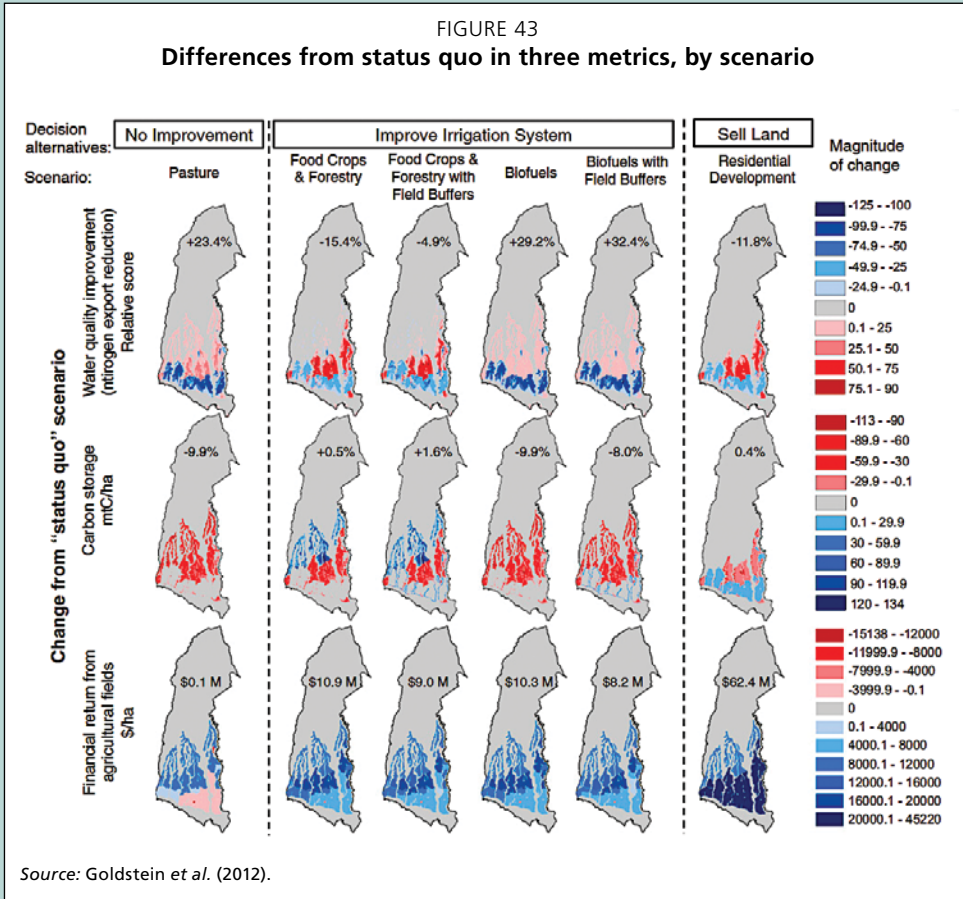 FIGURE 43
Differences from status quo in three metrics, by scenario
Decision alternatives:
No Improvement
Improve Irrigation System
Sell Land
Scenario:
Pasture
Food Crops & Forestry
Food Crops & Forestry with Field Buffers
Biofuels
Biofuels with Field Buffers
Residential Development
Magnitude of change
Change from "status quo" scenario
Water quality improvement
(ntirogen export reduction)
Relative score
+23.4%
-15.4%
-4.9%
+29.2%
+32.4%
-11.8%
-125 - -100
-99.9 - -75
-74.9 - -50
-49.9 - -25
-24.9 - -0.1
0
0.1 - 25
25.1 - 50
50.1 - 75
75.1 - 90
Carbon storage
mtC/ha
-9.9%
+0.5%
+1.6%
-9.9%
-8.0%
0.4%
-113 - -90
-89.9 - -60
-59.9 - -30
-29.9 - -0.1
0
0.1 - 29.9
30 - 59.9
60 - 89.9
90 - 119.9
120 - 134
Financial return from
agricultural fields
$/ha
$0.1 M
$10.9 M
$9.0 M
$10.3 M
$8.2 M
$62.4 M
-15138 - -12000
-11999.9 - -8000
-7999.9 - -4000
-3999.9 - -0.1
0
0.1 - 4000
4000.1 - 8000
8000.1 - 12000
12000.1 - 16000
16000.1 - 20000
20000.1 - 45220
Source: Goldstein et al. (2012).